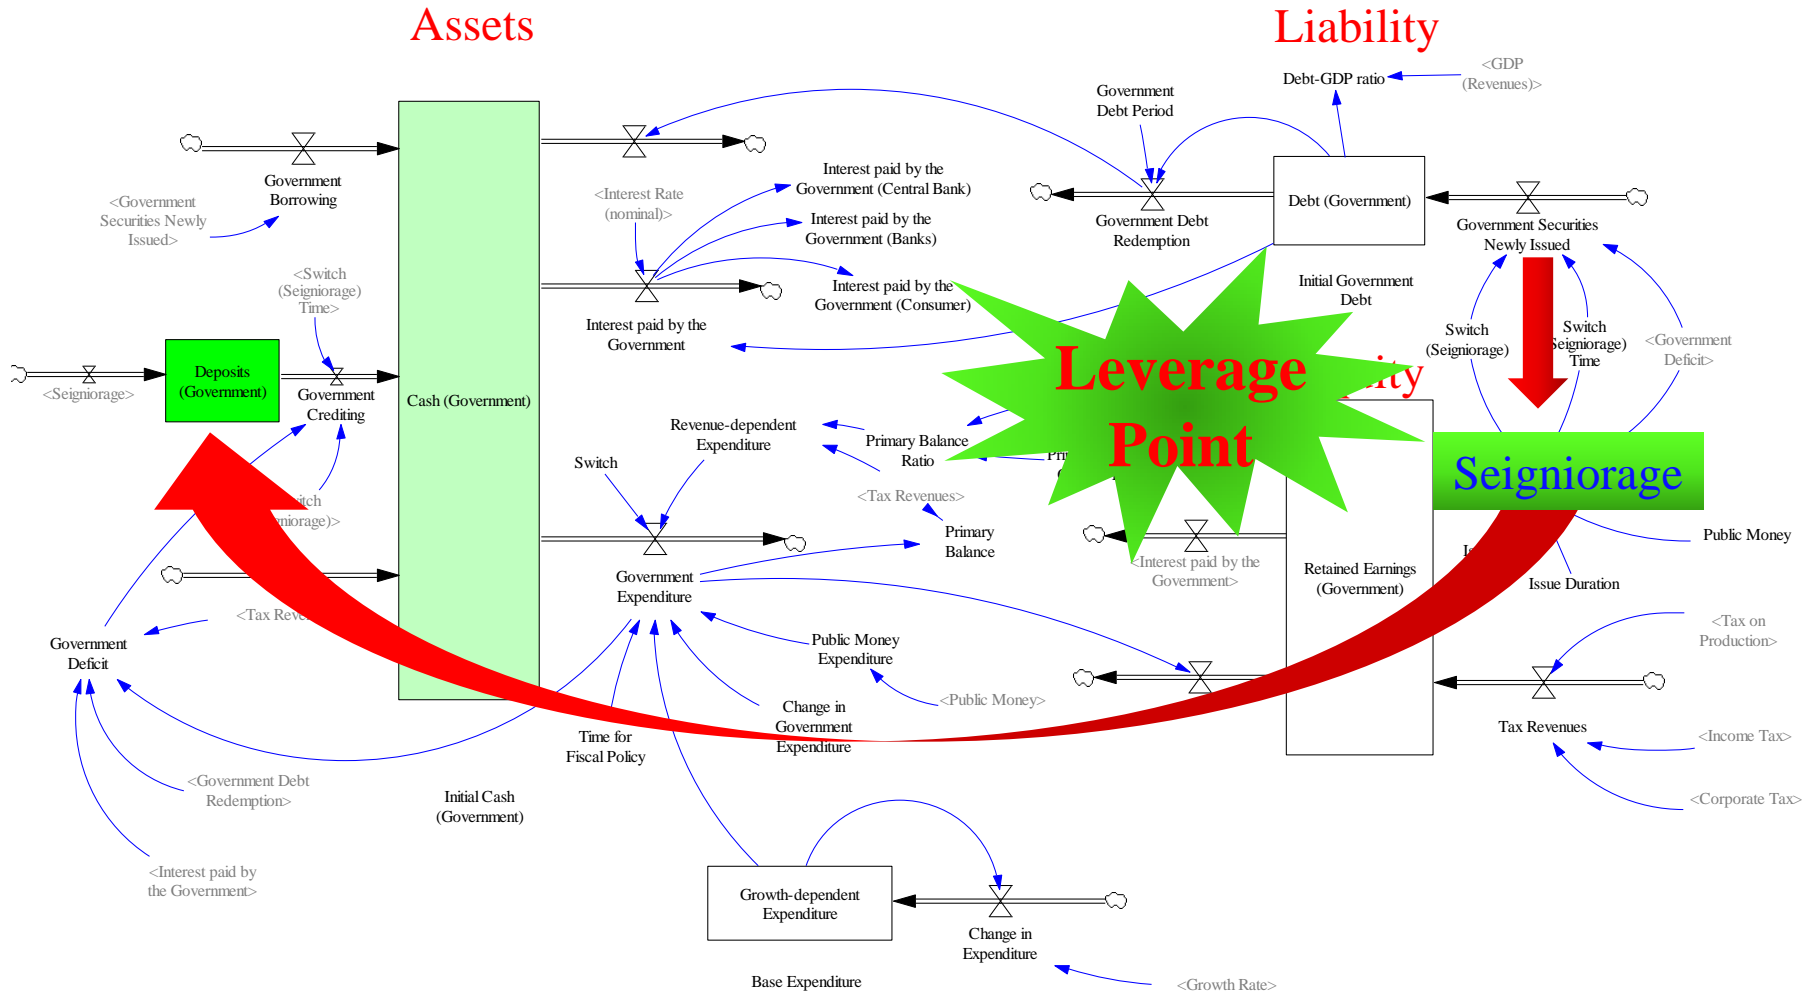 Assets
Liability
Debt-GDP ratio
<GDP
(Revenues)>
Government
Debt Period
Government
Borrowing
<Government
Securities Newly
Issued>
<Interest Rate
(nominal)>
Interest paid by the
Government (Central Bank)
Interest paid by the
Government (Banks)
Interest paid by the
Government (Consumer)
Interest paid by the
Government
Government Debt
Redemption
Debt (Government)
Government Securities
Newly Issued
Initial Government
Debt
<Switch
(Seigniorage)
Time>
<Seigniorage>
Deposits
(Government)
Government
Crediting
Cash (Government)
Leverage
Point
Switch
(Seigniorage)
Switch
Seigniorage)
Time
<Government
Deficit>
Seigniorage
Revenue-dependent
Expenditure
Primary Balance
Ratio
Switch
<Tax Revenues>
Primary
Balance
Government
Expenditure
<Interest paid by the
Government>
Retained Earnings
(Government)
Public Money
Issue Duration
Government
Deficit
Public Money
Expenditure
<Public Money>
Change in
Government
Expenditure
Time for
Fiscal Policy
<Tax on
Production>
Tax Revenues
<Income Tax>
<Corporate Tax>
<Government Debt
Redemption>
Initial Cash
(Government)
<Interest paid by
the Government>
Growth-dependent
Expenditure
Change in
Expenditure
Base Expenditure
<Growth Rate>